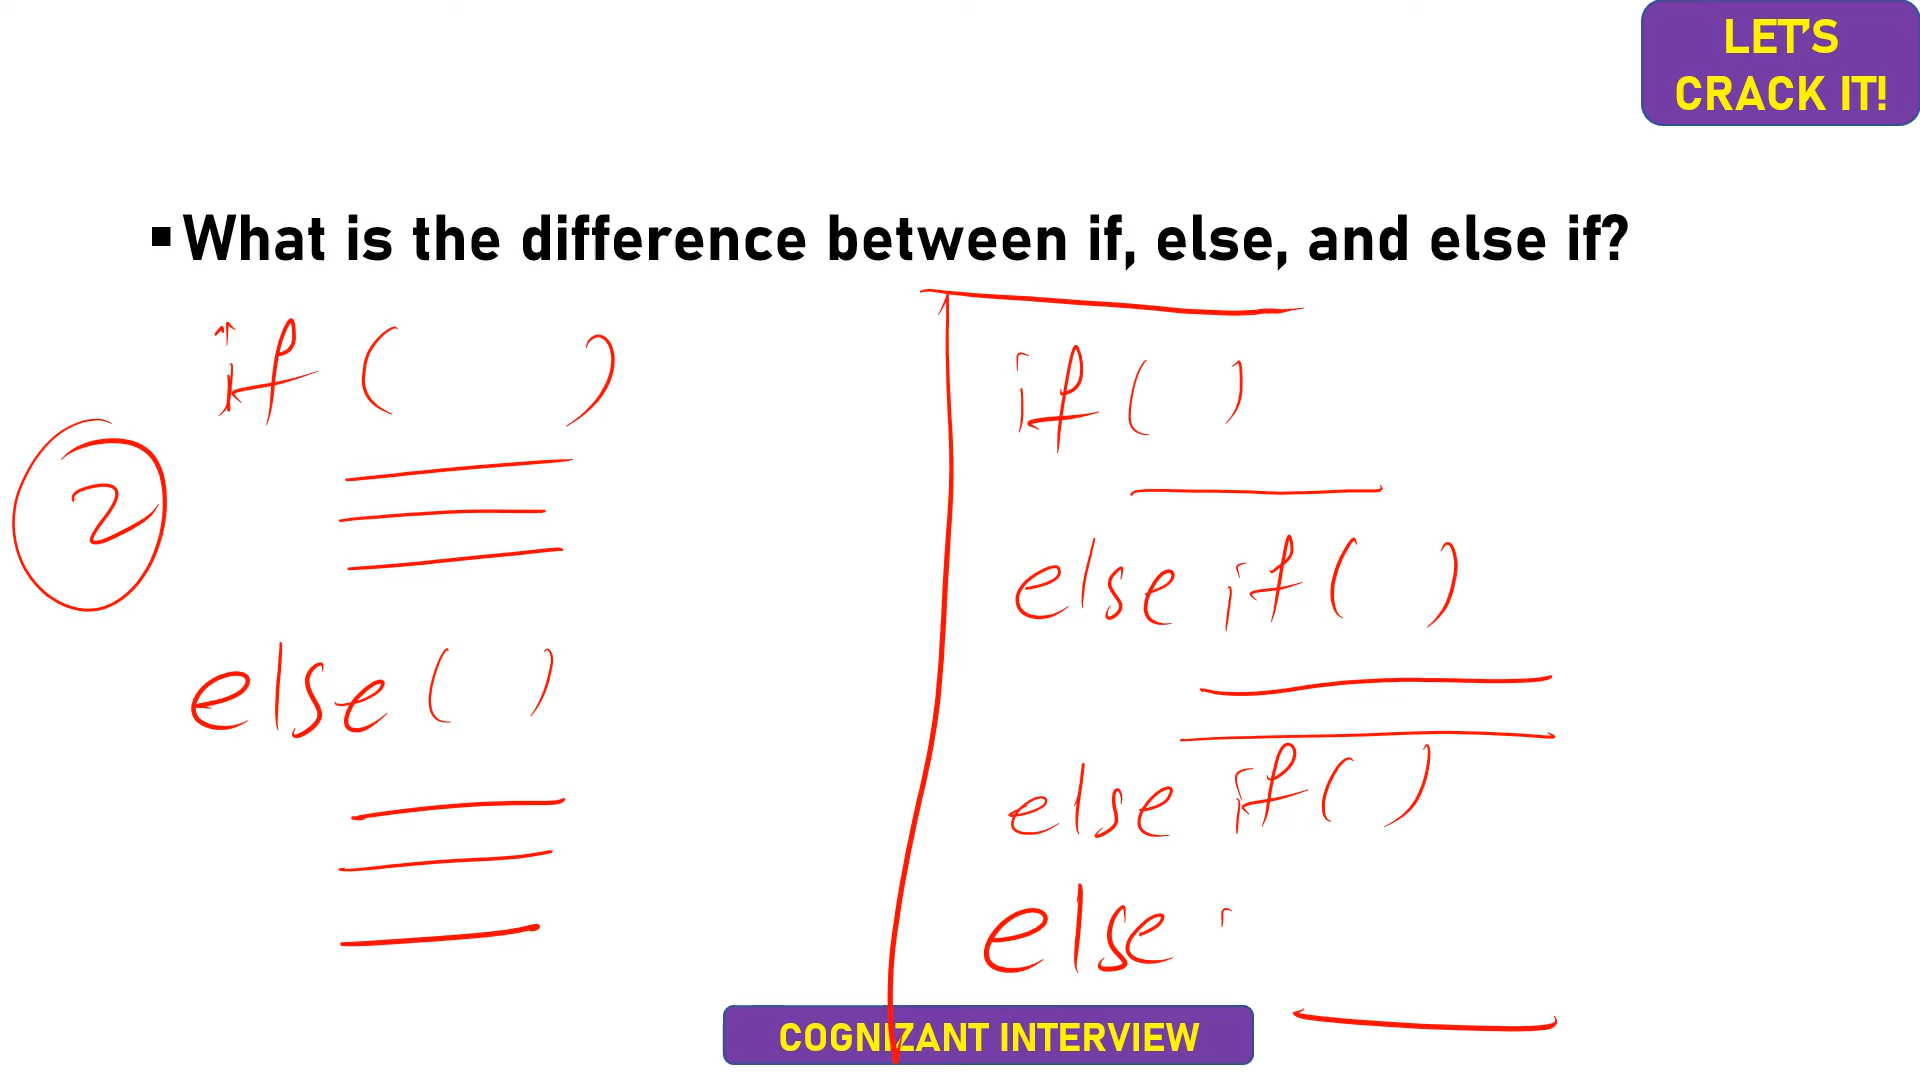 LET'S
CRACK IT!
▪ What is the difference between if, else, and else if?
if ( )
2
else ( )
if ( )
else if ( )
else if ( )
else
COGNIZANT INTERVIEW